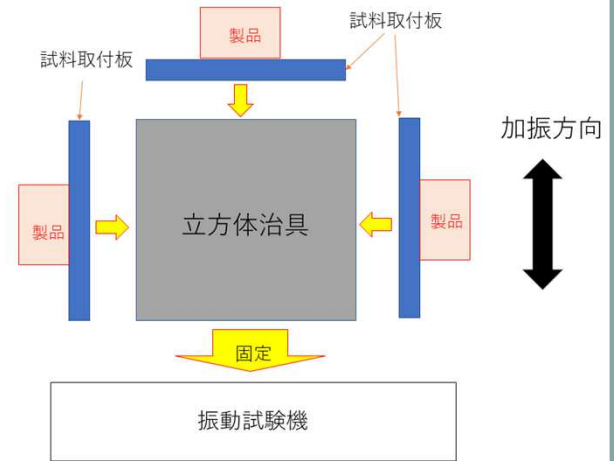 製品
試料取付板
試料取付板
加振方向
製品
立方体治具
製品
固定
振動試験機